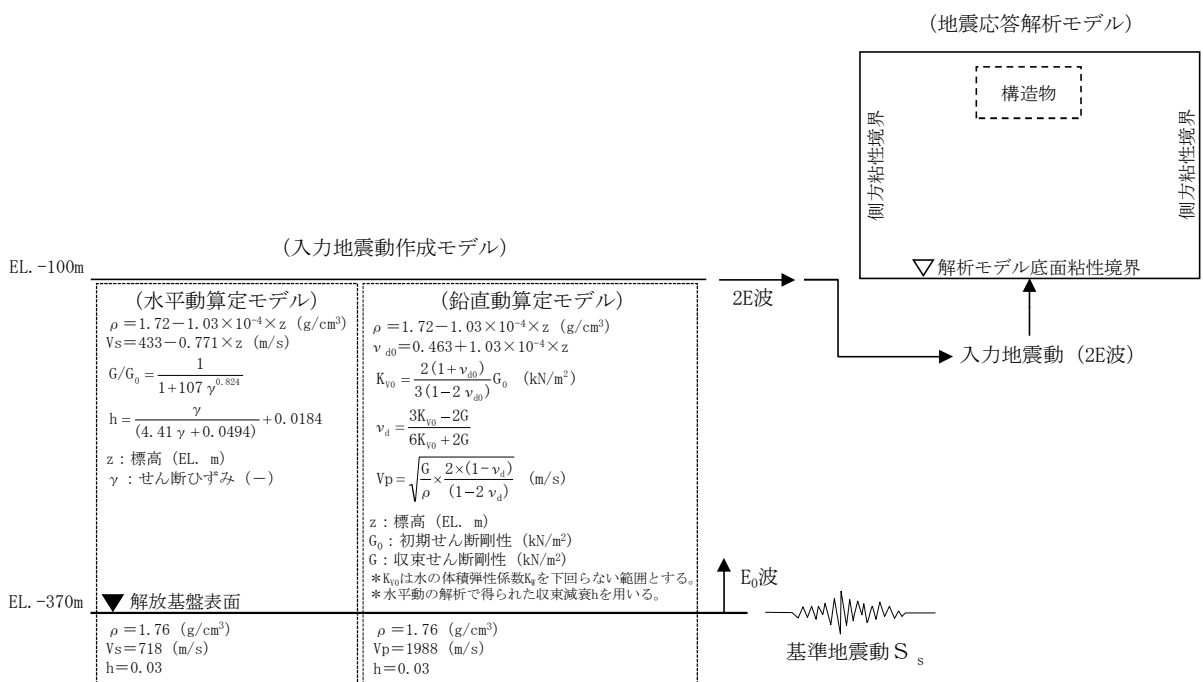 (地震応答解析モデル)
構造物
側方粘性境界
側方粘性境界
▽解析モデル底面粘性境界
(入力地震動作成モデル)
EL.-100m
2E波
入力地震動 (2E波)
(水平動算定モデル)
ρ=1.72-1.03×10⁻⁴×z (g/cm³)
Vs=433-0.771×z (m/s)
G/G₀=1/(1+107γ^0.824)
h=γ/(4.41γ+0.0494)+0.0184
z:標高 (EL. m)
γ:せん断ひずみ (-)
(鉛直動算定モデル)
ρ=1.72-1.03×10⁻⁴×z (g/cm³)
ν_d0=0.463+1.03×10⁻⁴×z
K_V0=2(1+ν_d0)/3(1-2ν_d0) G₀ (kN/m²)
ν_d=(3K_V0-2G)/(6K_V0+2G)
Vp=√(G/ρ×2×(1-ν_d)/(1-2ν_d)) (m/s)
z:標高 (EL. m)
G₀:初期せん断剛性 (kN/m²)
G:収束せん断剛性 (kN/m²)
*K_V0は水の体積弾性係数K_Wを下回らない範囲とする。
*水平動の解析で得られた収束減衰hを用いる。
E₀波
EL.-370m
▼解放基盤表面
ρ=1.76 (g/cm³)
Vs=718 (m/s)
h=0.03
ρ=1.76 (g/cm³)
Vp=1988 (m/s)
h=0.03
基準地震動Ss